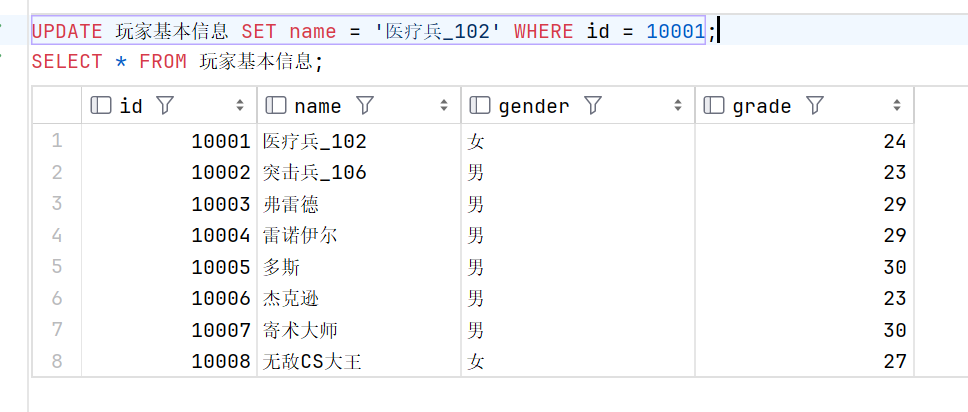 UPDATE 玩家基本信息 SET name = '医疗兵_102' WHERE id = 10001;
SELECT * FROM 玩家基本信息;
id name gender grade
1 10001 医疗兵_102 女 24
2 10002 突击兵_106 男 23
3 10003 弗雷德 男 29
4 10004 雷诺伊尔 男 29
5 10005 多斯 男 30
6 10006 杰克逊 男 23
7 10007 寄术大师 男 30
8 10008 无敌CS大王 女 27